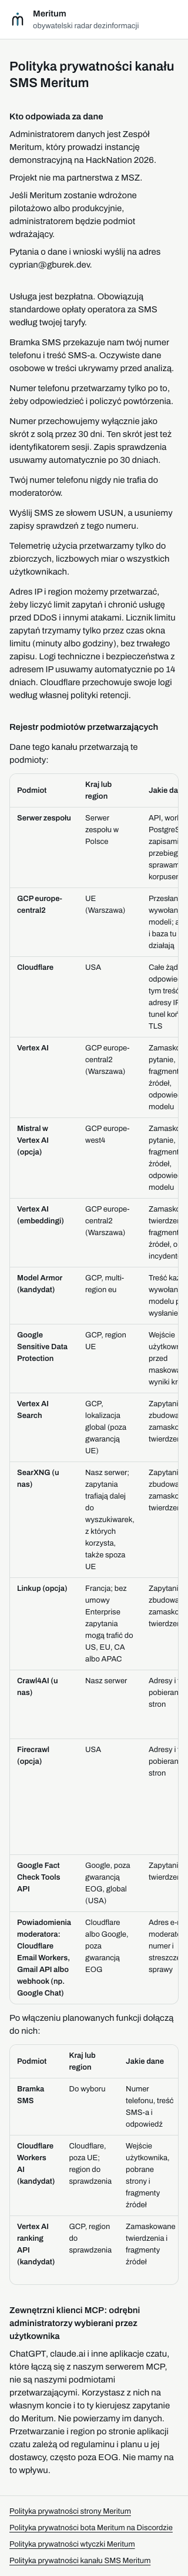 Meritum
obywatelski radar dezinformacji
Polityka prywatności kanału
SMS Meritum
Kto odpowiada za dane
Administratorem danych jest Zespół
Meritum, który prowadzi instancję
demonstracyjną na HackNation 2026.
Projekt nie ma partnerstwa z MSZ.
Jeśli Meritum zostanie wdrożone
pilotażowo albo produkcyjnie,
administratorem będzie podmiot
wdrażający.
Pytania o dane i wnioski wyślij na adres
cyprian@gburek.dev.
Usługa jest bezpłatna. Obowiązują
standardowe opłaty operatora za SMS
według twojej taryfy.
Bramka SMS przekazuje nam twój numer
telefonu i treść SMS-a. Oczywiste dane
osobowe w treści ukrywamy przed analizą.
Numer telefonu przetwarzamy tylko po to,
żeby odpowiedzieć i policzyć powtórzenia.
Numer przechowujemy wyłącznie jako
skrót z solą przez 30 dni. Ten skrót jest też
identyfikatorem sesji. Zapis sprawdzenia
usuwamy automatycznie po 30 dniach.
Twój numer telefonu nigdy nie trafia do
moderatorów.
Wyślij SMS ze słowem USUN, a usuniemy
zapisy sprawdzeń z tego numeru.
Telemetrię użycia przetwarzamy tylko do
zbiorczych, liczbowych miar o wszystkich
użytkownikach.
Adres IP i region możemy przetwarzać,
żeby liczyć limit zapytań i chronić usługę
przed DDoS i innymi atakami. Licznik limitu
zapytań trzymamy tylko przez czas okna
limitu (minuty albo godziny), bez trwałego
zapisu. Logi techniczne i bezpieczeństwa z
adresem IP usuwamy automatycznie po 14
dniach. Cloudflare przechowuje swoje logi
według własnej polityki retencji.
Rejestr podmiotów przetwarzających
Dane tego kanału przetwarzają te
podmioty:
Podmiot
Kraj lub
region
Jakie da
Serwer zespołu
Serwer
zespołu w
Polsce
API, work
PostgreS
zapisami
przebieg
sprawam
korpusem
GCP europe-
central2
UE
(Warszawa)
Przesłan
wywołan
modeli; a
i baza tu
działają
Cloudflare
USA
Całe żąd
odpowied
tym treść
adresy IP
tunel koń
TLS
Vertex AI
GCP europe-
central2
(Warszawa)
Zamasko
pytanie,
fragment
źródeł,
odpowied
modelu
Mistral w
Vertex AI
(opcja)
GCP europe-
west4
Zamasko
pytanie,
fragment
źródeł,
odpowied
modelu
Vertex AI
(embeddingi)
GCP europe-
central2
(Warszawa)
Zamasko
twierdzen
fragment
źródeł, o
incydent
Model Armor
(kandydat)
GCP, multi-
region eu
Treść każ
wywołan
modelu p
wysłanie
Google
Sensitive Data
Protection
GCP, region
UE
Wejście
użytkown
przed
maskowa
wyniki kr
Vertex AI
Search
GCP,
lokalizacja
global (poza
gwarancją
UE)
Zapytani
zbudowa
zamasko
twierdzen
SearXNG (u
nas)
Nasz serwer;
zapytania
trafiają dalej
do
wyszukiwarek,
z których
korzysta,
także spoza
UE
Zapytani
zbudowa
zamasko
twierdzen
Linkup (opcja)
Francja; bez
umowy
Enterprise
zapytania
mogą trafić do
US, EU, CA
albo APAC
Zapytani
zbudowa
zamasko
twierdzen
Crawl4AI (u
nas)
Nasz serwer
Adresy i
pobieran
stron
Firecrawl
(opcja)
USA
Adresy i
pobieran
stron
Google Fact
Check Tools
API
Google, poza
gwarancją
EOG, global
(USA)
Zapytani
twierdzen
Powiadomienia
moderatora:
Cloudflare
Email Workers,
Gmail API albo
webhook (np.
Google Chat)
Cloudflare
albo Google,
poza
gwarancją
EOG
Adres e-m
moderato
numer i
streszcze
sprawy
Po włączeniu planowanych funkcji dołączą
do nich:
Podmiot
Kraj lub
region
Jakie dane
Bramka
SMS
Do wyboru
Numer
telefonu, treść
SMS-a i
odpowiedź
Cloudflare
Workers
AI
(kandydat)
Cloudflare,
poza UE;
region do
sprawdzenia
Wejście
użytkownika,
pobrane
strony i
fragmenty
źródeł
Vertex AI
ranking
API
(kandydat)
GCP, region
do
sprawdzenia
Zamaskowane
twierdzenia i
fragmenty
źródeł
Zewnętrzni klienci MCP: odrębni
administratorzy wybierani przez
użytkownika
ChatGPT, claude.ai i inne aplikacje czatu,
które łączą się z naszym serwerem MCP,
nie są naszymi podmiotami
przetwarzającymi. Korzystasz z nich na
własnym koncie i to ty kierujesz zapytanie
do Meritum. Nie powierzamy im danych.
Przetwarzanie i region po stronie aplikacji
czatu zależą od regulaminu i planu u jej
dostawcy, często poza EOG. Nie mamy na
to wpływu.
Polityka prywatności strony Meritum
Polityka prywatności bota Meritum na Discordzie
Polityka prywatności wtyczki Meritum
Polityka prywatności kanału SMS Meritum